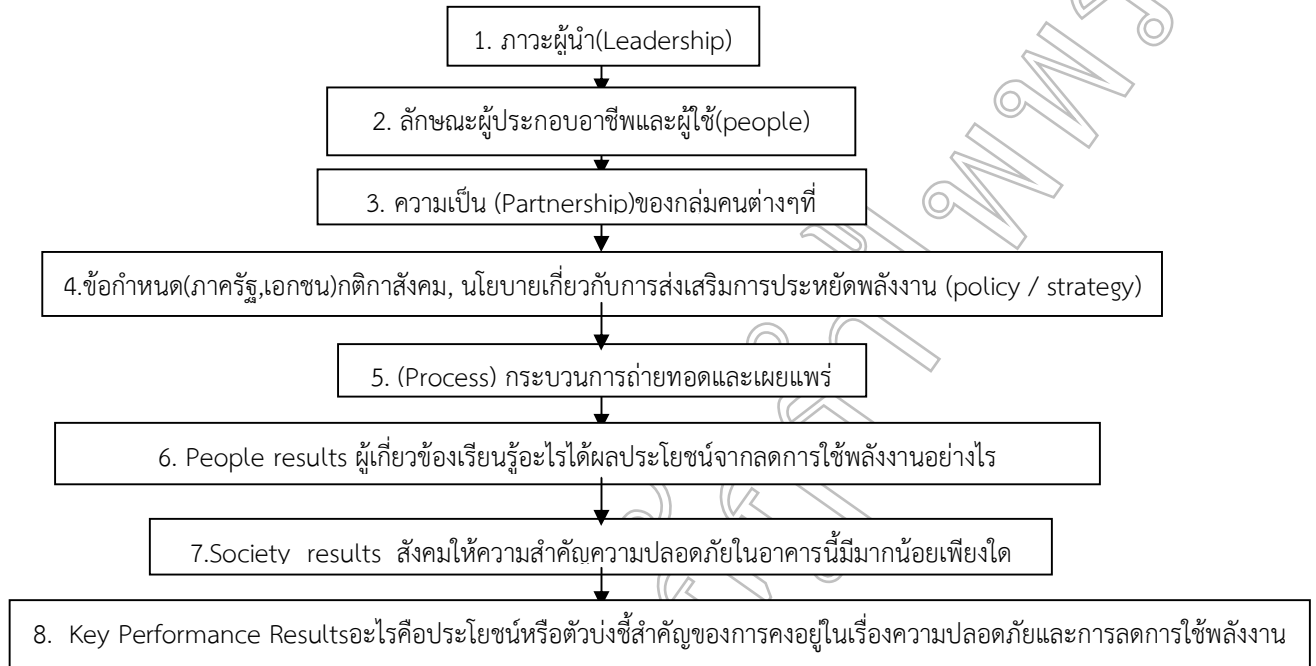 1. ภาวะผู้นำ(Leadership)
2. ลักษณะผู้ประกอบอาชีพและผู้ใช้(people)
3. ความเป็น (Partnership)ของกลุ่มคนต่างๆที่
4.ข้อกำหนด(ภาครัฐ,เอกชน)กติกาสังคม, นโยบายเกี่ยวกับการส่งเสริมการประหยัดพลังงาน (policy / strategy)
5. (Process) กระบวนการถ่ายทอดและเผยแพร่
6. People results ผู้เกี่ยวข้องเรียนรู้อะไรได้ผลประโยชน์จากลดการใช้พลังงานอย่างไร
7.Society results สังคมให้ความสำคัญความปลอดภัยในอาคารนี้มีมากน้อยเพียงใด
8. Key Performance Resultsอะไรคือประโยชน์หรือตัวบ่งชี้สำคัญของการคงอยู่ในเรื่องความปลอดภัยและการลดการใช้พลังงาน